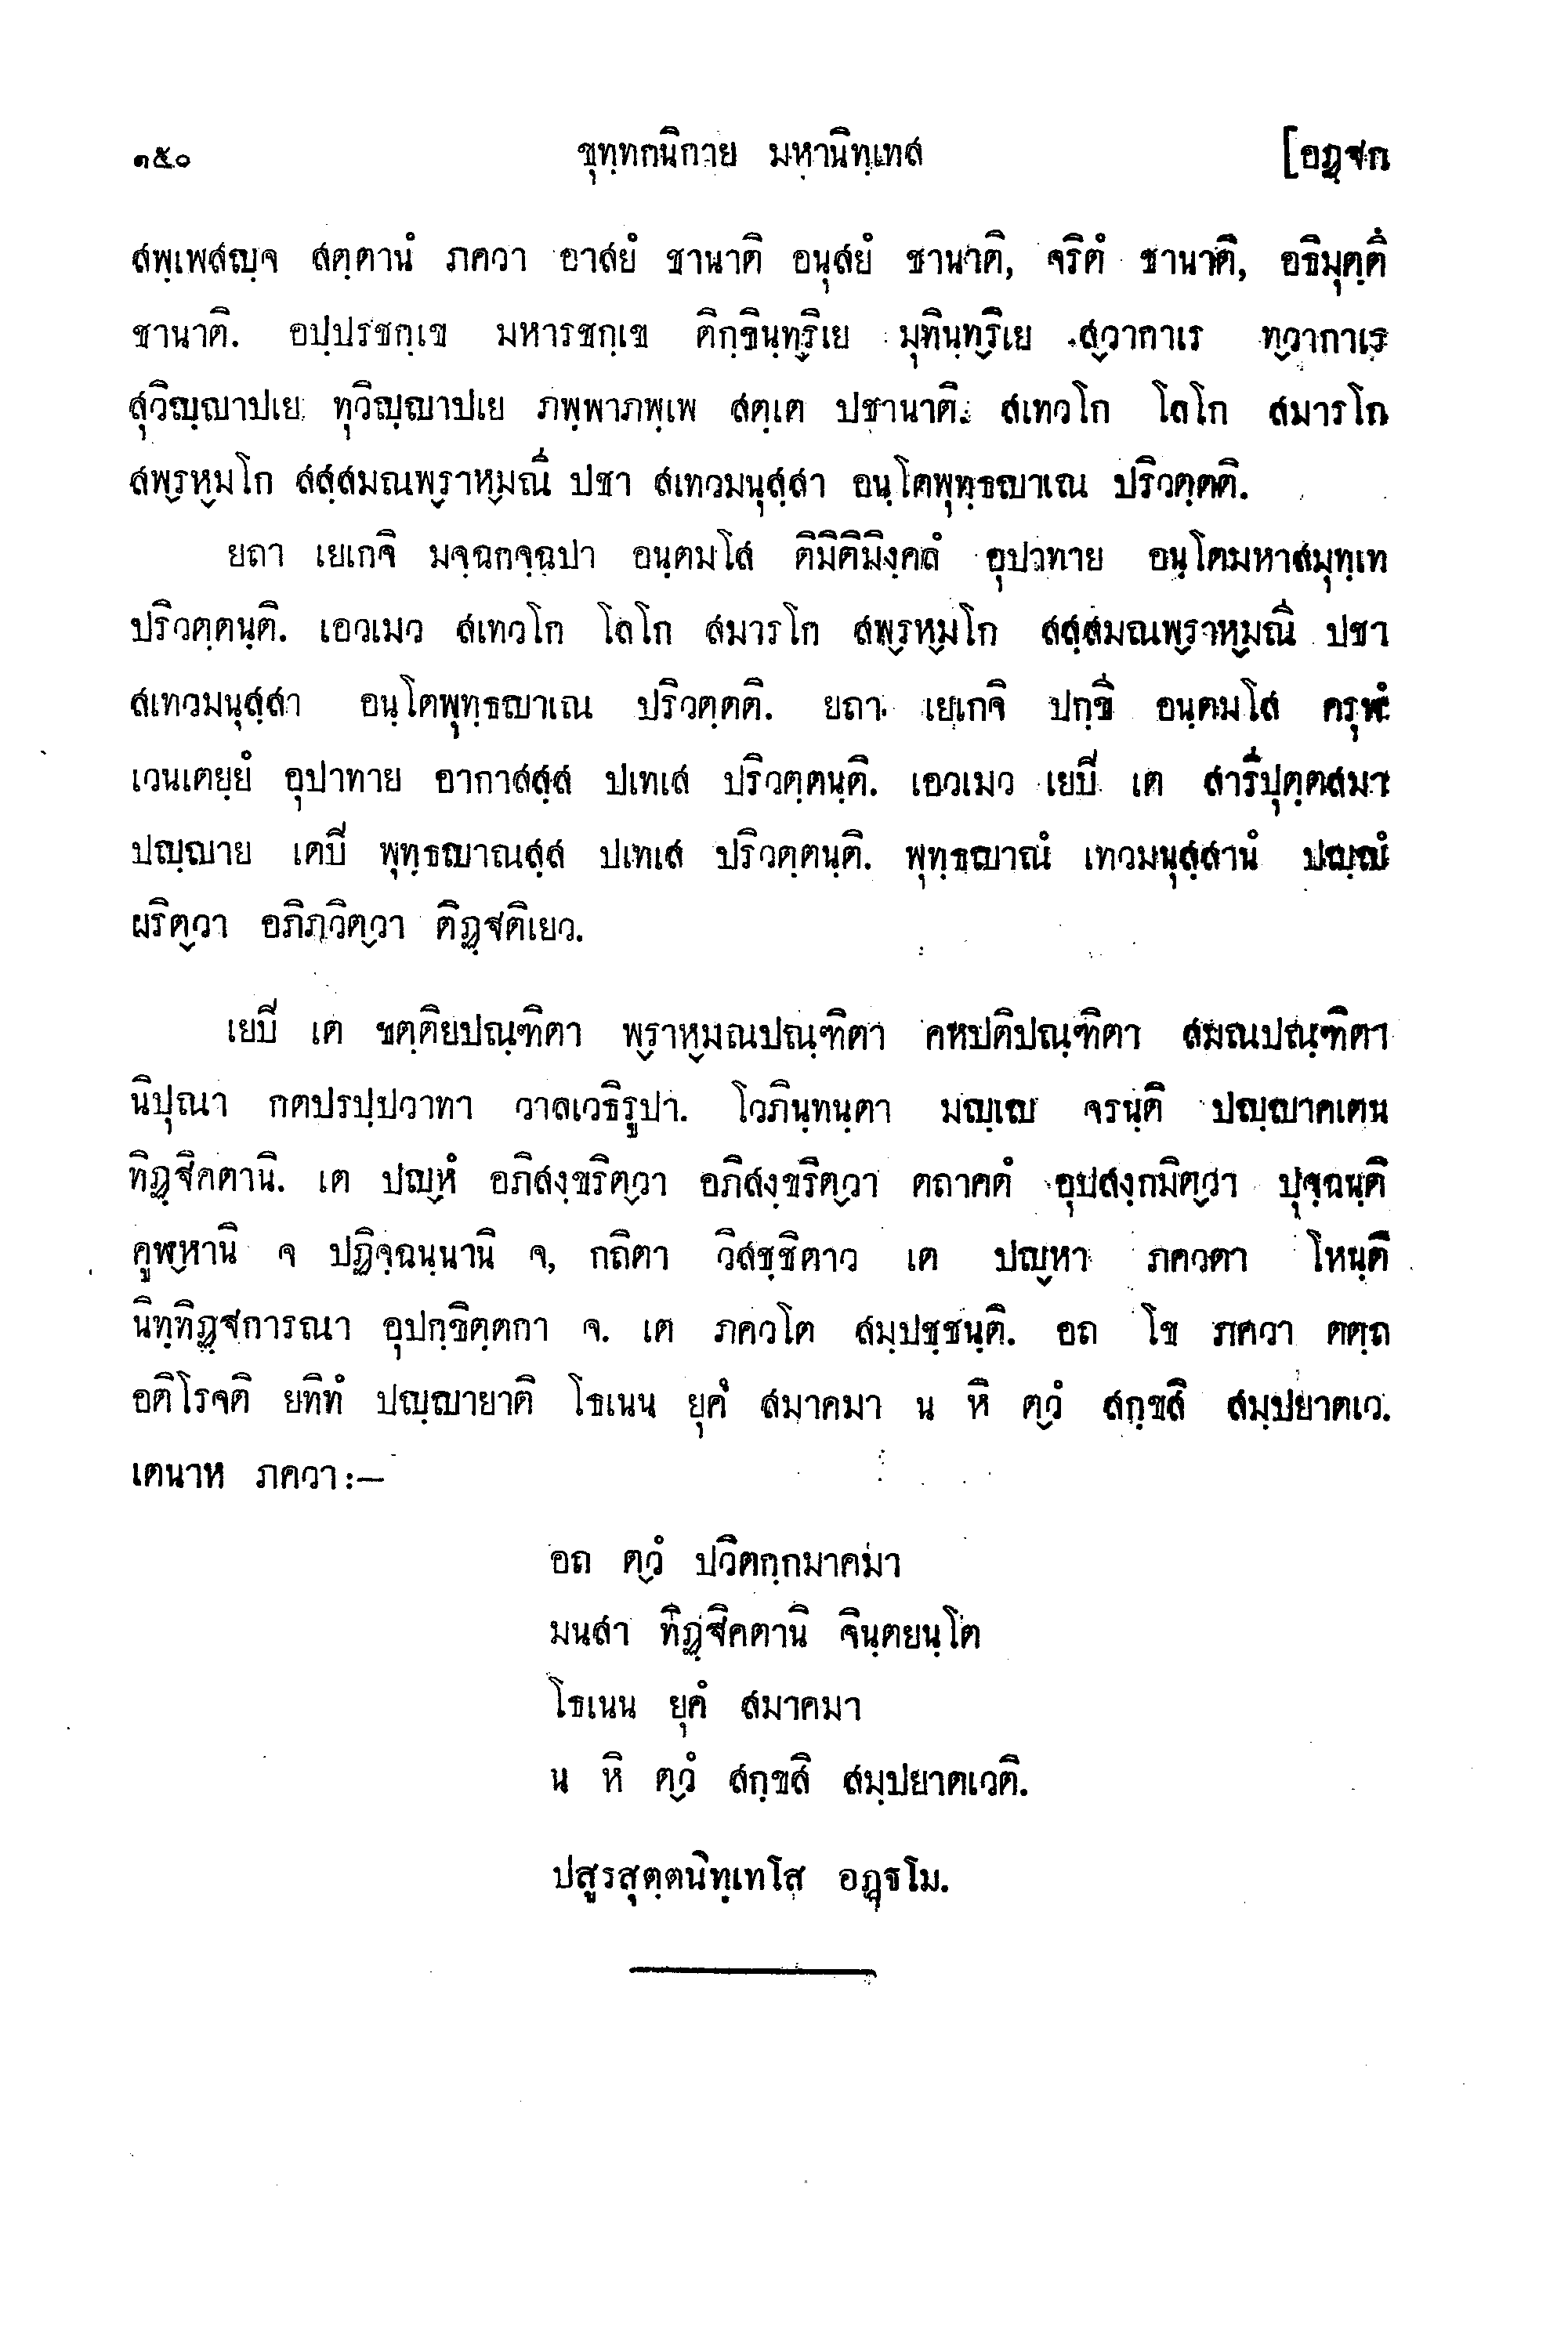 ๑๕๐ ขุทฺทกนิกาย มหานิทฺเทส [อฏฺฐก
สพฺเพสญฺจ สตฺตานํ ภควา อาสยํ ชานาติ อนุสยํ ชานาติ, จริตํ ชานาติ, อธิมุตฺตึ
ชานาติ. อปฺปรชกฺเข มหารชกฺเข ติกฺขินฺทฺริเย มุทินฺทฺริเย สฺวากาเร ทฺวากาเร
สุวิญฺญาปเย ทุวิญฺญาปเย ภพฺพาภพฺเพ สตฺเต ปชานาติ. สเทวโก โลโก สมารโก
สพฺรหฺมโก สสฺสมณพฺราหฺมณี ปชา สเทวมนุสฺสา อนฺโตพุทฺธญาเณ ปริวตฺตติ.
ยถา เยเกจิ มจฺฉกจฺฉปา อนฺตมโส ติมิติมิงฺคลํ อุปาทาย อนฺโตมหาสมุทฺเท
ปริวตฺตนฺติ. เอวเมว สเทวโก โลโก สมารโก สพฺรหฺมโก สสฺสมณพฺราหฺมณี ปชา
สเทวมนุสฺสา อนฺโตพุทฺธญาเณ ปริวตฺตติ. ยถา เยเกจิ ปกฺขี อนฺตมโส ครุฬํ
เวนเตยฺยํ อุปาทาย อากาสสฺส ปเทเส ปริวตฺตนฺติ. เอวเมว เยปี เต สารีปุตฺตสมา
ปญฺญาย เตปี พุทฺธญาณสฺส ปเทเส ปริวตฺตนฺติ. พุทฺธญาณํ เทวมนุสฺสานํ ปญฺญํ
ผริตฺวา อภิภวิตฺวา ติฏฺฐติเยว.
เยปี เต ขตฺติยปณฺฑิตา พฺราหฺมณปณฺฑิตา คหปติปณฺฑิตา สมณปณฺฑิตา
นิปุณา กตปรปฺปวาทา วาลเวธิรูปา. โวภินฺทนฺตา มญฺเญ จรนฺติ ปญฺญาคเตน
ทิฏฺฐิคตานิ. เต ปญฺหํ อภิสงฺขริตฺวา อภิสงฺขริตฺวา ตถาคตํ อุปสงฺกมิตฺวา ปุจฺฉนฺติ
คูฬฺหานิ จ ปฏิจฺฉนฺนานิ จ, กถิตา วิสชฺชิตาว เต ปญฺหา ภควตา โหนฺติ
นิทฺทิฏฺฐการณา อุปกฺขิตฺตกา จ. เต ภควโต สมฺปชฺชนฺติ. อถ โข ภควา ตตฺถ
อติโรจติ ยทิทํ ปญฺญายาติ โธเนน ยุคํ สมาคมา น หิ ตฺวํ สกฺขสิ สมฺปยาตเว.
เตนาห ภควา :—
อถ ตฺวํ ปวิตกฺกมาคมา
มนสา ทิฏฺฐิคตานิ จินฺตยนฺโต
โธเนน ยุคํ สมาคมา
น หิ ตฺวํ สกฺขสิ สมฺปยาตเวติ.
ปสูรสุตฺตนิทฺเทโส อฏฺฐโม.